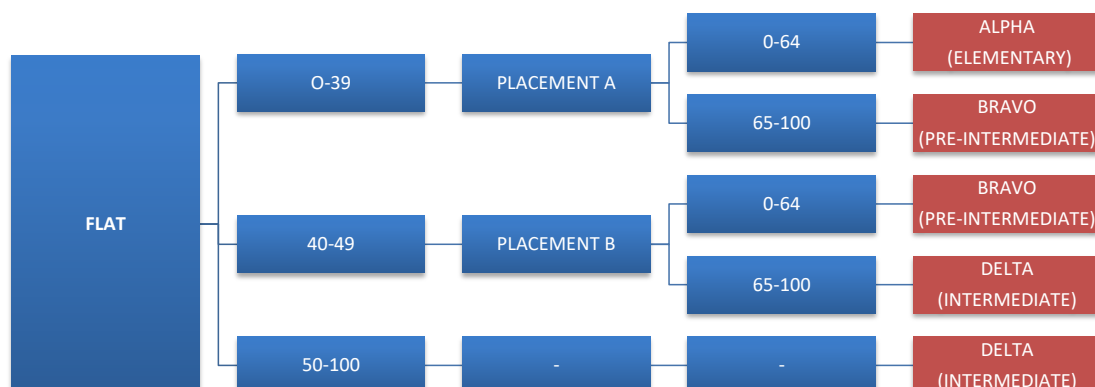 FLAT
O-39
PLACEMENT A
0-64
ALPHA
(ELEMENTARY)
65-100
BRAVO
(PRE-INTERMEDIATE)
40-49
PLACEMENT B
0-64
BRAVO
(PRE-INTERMEDIATE)
65-100
DELTA
(INTERMEDIATE)
50-100
-
-
DELTA
(INTERMEDIATE)